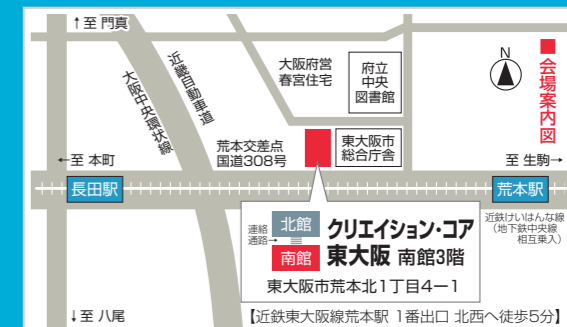 ↑至 門真
近畿自動車道
大阪中央環状線
大阪府営
春宮住宅
府立
中央
図書館
N
■会場案内図
荒本交差点
国道308号
東大阪市
総合庁舎
←至 本町
至 生駒→
長田駅
荒本駅
近鉄けいはんな線
(地下鉄中央線
相互乗入)
連絡
通路→
北館
南館
クリエイション・コア
東大阪 南館3階
東大阪市荒本北1丁目4ー1
↓至 八尾
【近鉄東大阪線荒本駅 1番出口 北西へ徒歩5分】